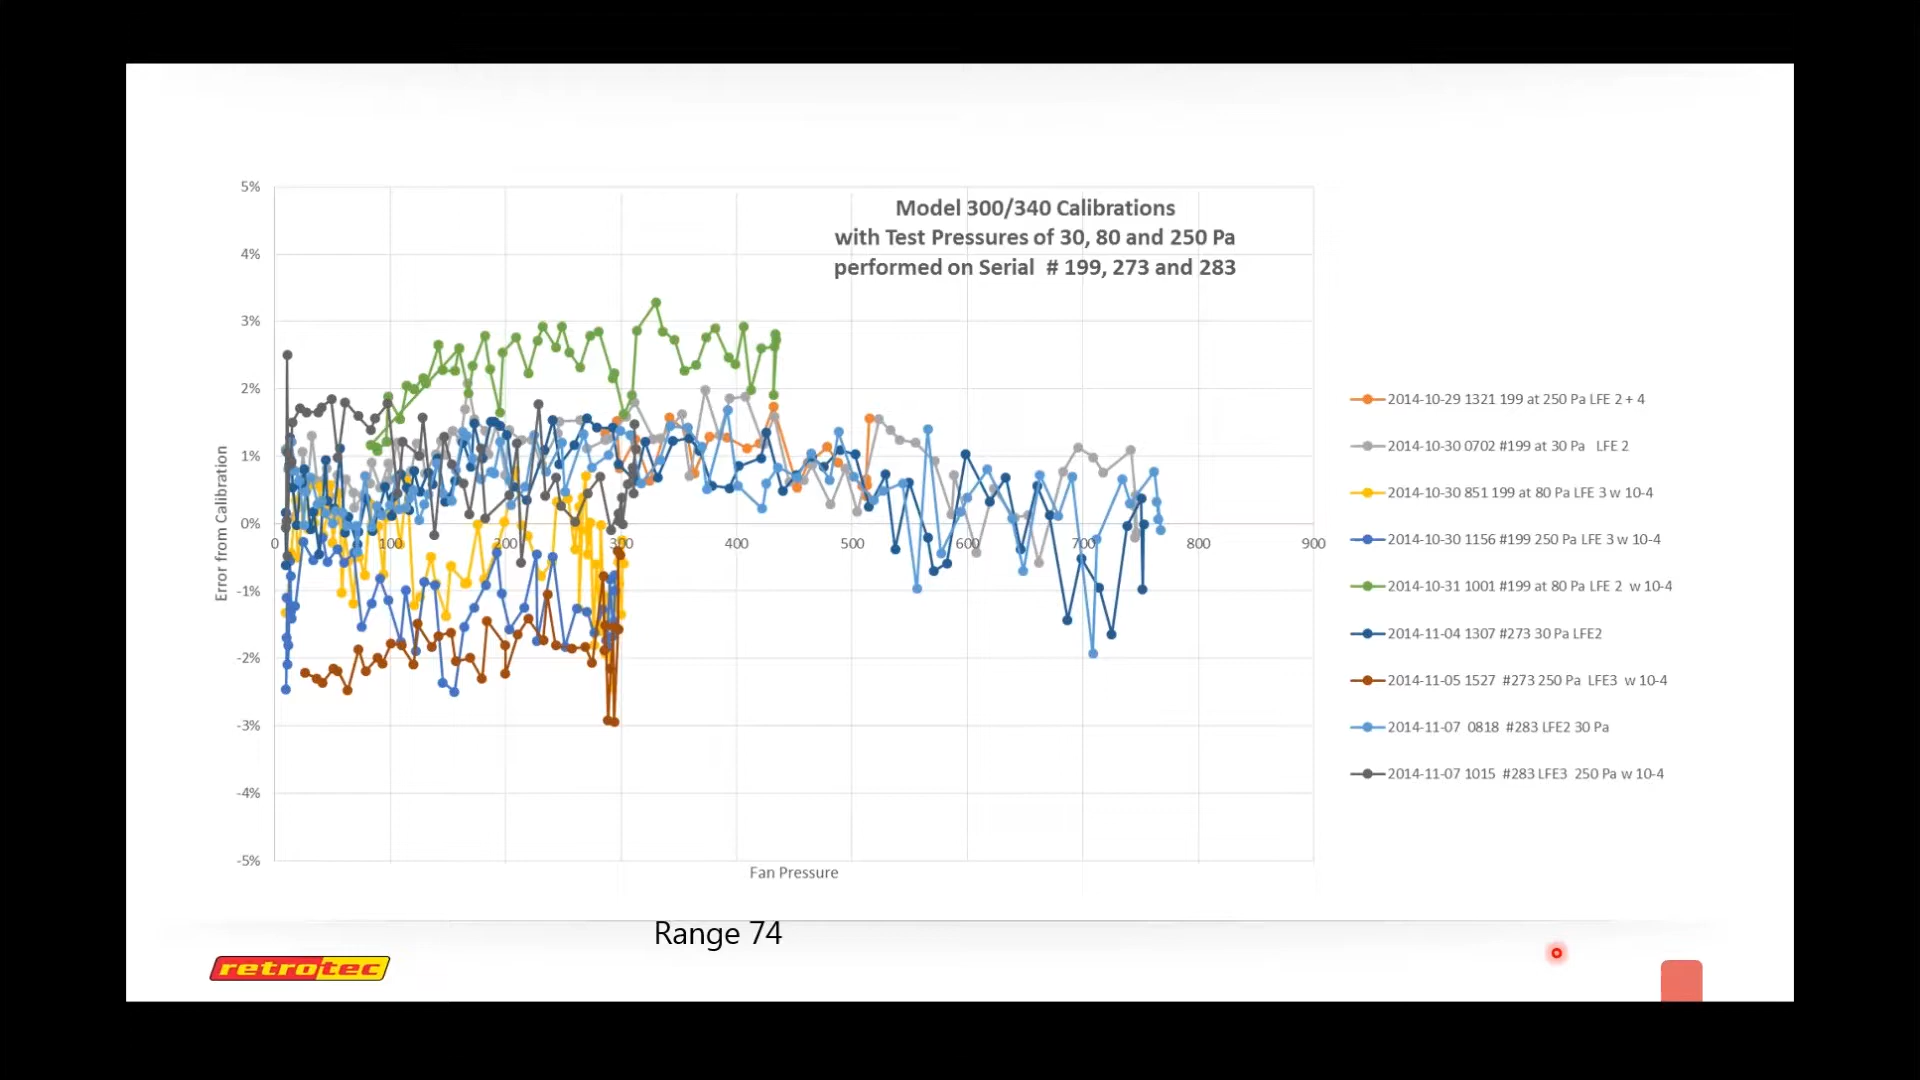 Model 300/340 Calibrations
with Test Pressures of 30, 80 and 250 Pa
performed on Serial # 199, 273 and 283
5%
4%
3%
2%
1%
0%
-1%
-2%
-3%
-4%
-5%
Error from Calibration
0 100 200 300 400 500 600 700 800 900
Fan Pressure
2014-10-29 1321 199 at 250 Pa LFE 2 + 4
2014-10-30 0702 #199 at 30 Pa LFE 2
2014-10-30 851 199 at 80 Pa LFE 3 w 10-4
2014-10-30 1156 #199 250 Pa LFE 3 w 10-4
2014-10-31 1001 #199 at 80 Pa LFE 2 w 10-4
2014-11-04 1307 #273 30 Pa LFE2
2014-11-05 1527 #273 250 Pa LFE3 w 10-4
2014-11-07 0818 #283 LFE2 30 Pa
2014-11-07 1015 #283 LFE3 250 Pa w 10-4
Range 74
retrotec